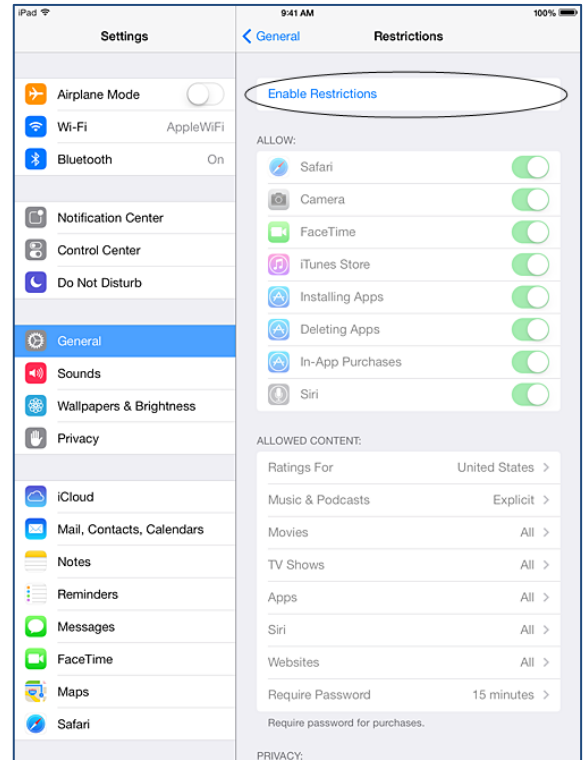 iPad
9:41 AM
100%
Settings
General
Restrictions
Airplane Mode
Wi-Fi AppleWiFi
Bluetooth On
Notification Center
Control Center
Do Not Disturb
General
Sounds
Wallpapers & Brightness
Privacy
iCloud
Mail, Contacts, Calendars
Notes
Reminders
Messages
FaceTime
Maps
Safari
Enable Restrictions
ALLOW:
Safari
Camera
FaceTime
iTunes Store
Installing Apps
Deleting Apps
In-App Purchases
Siri
ALLOWED CONTENT:
Ratings For United States
Music & Podcasts Explicit
Movies All
TV Shows All
Apps All
Siri All
Websites All
Require Password 15 minutes
Require password for purchases.
PRIVACY: